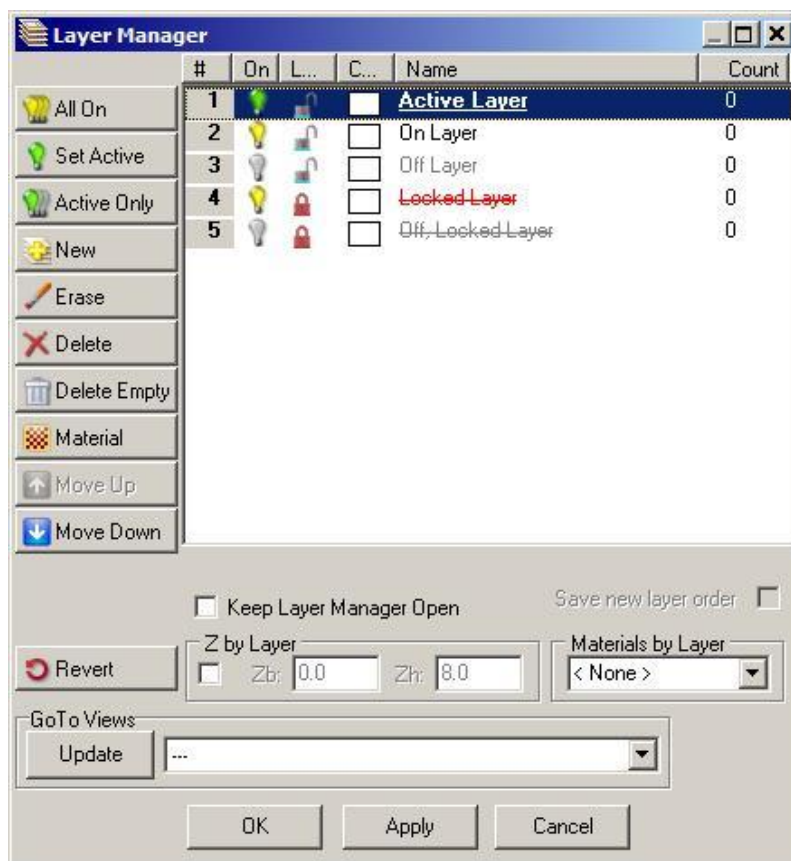 Layer Manager
# On L... C... Name Count
All On
Set Active
Active Only
New
Erase
Delete
Delete Empty
Material
Move Up
Move Down
1 Active Layer 0
2 On Layer 0
3 Off Layer 0
4 Locked Layer 0
5 Off, Locked Layer 0
Keep Layer Manager Open
Save new layer order
Revert
Z by Layer
Zb: 0.0 Zh: 8.0
Materials by Layer
< None >
GoTo Views
Update ---
OK Apply Cancel